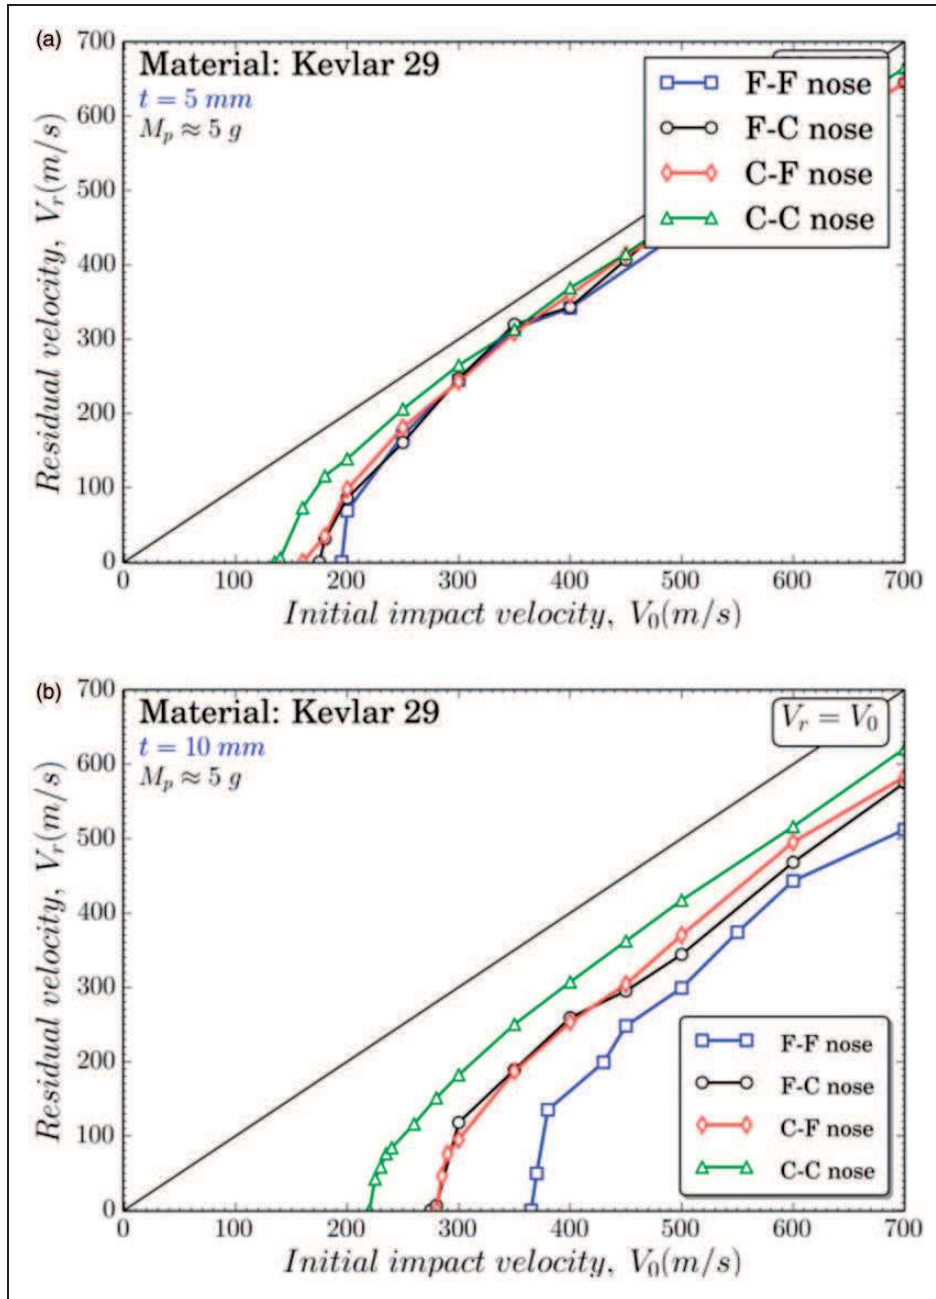 (a)
700
600
500
400
300
200
100
0
Residual velocity, V_r(m/s)
Material: Kevlar 29
t = 5 mm
M_p ≈ 5 g
F-F nose
F-C nose
C-F nose
C-C nose
0 100 200 300 400 500 600 700
Initial impact velocity, V_0(m/s)
(b)
700
600
500
400
300
200
100
0
Residual velocity, V_r(m/s)
Material: Kevlar 29
t = 10 mm
M_p ≈ 5 g
V_r = V_0
F-F nose
F-C nose
C-F nose
C-C nose
0 100 200 300 400 500 600 700
Initial impact velocity, V_0(m/s)